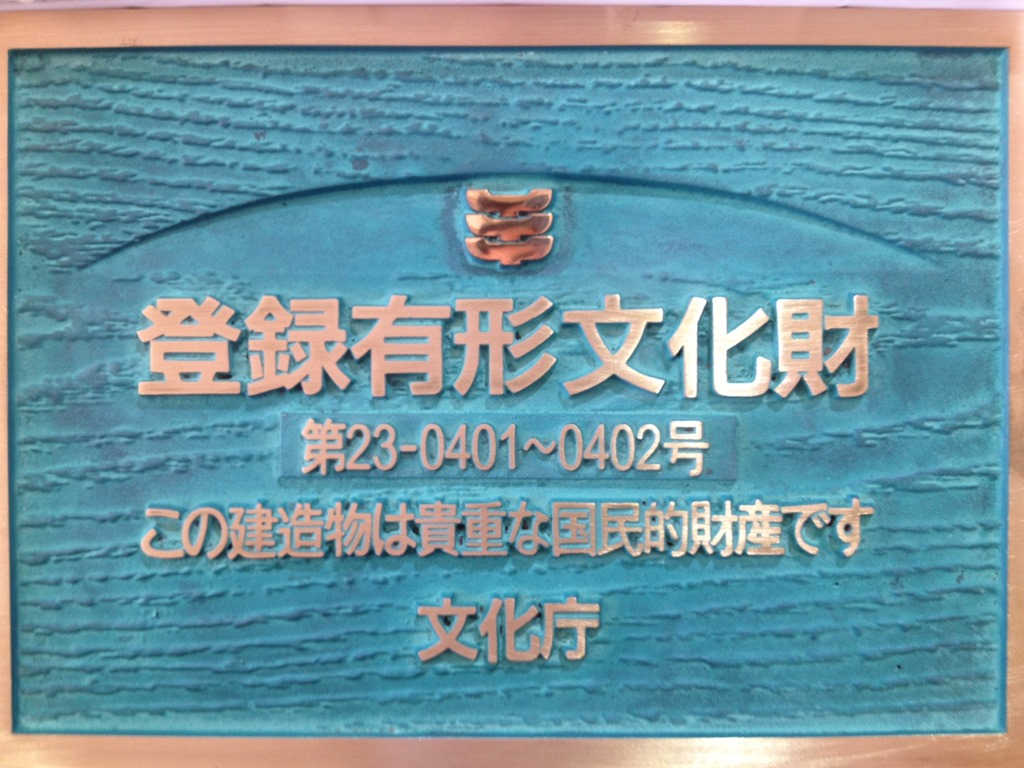 登録有形文化財
第23-0401~0402号
この建造物は貴重な国民的財産です
文化庁